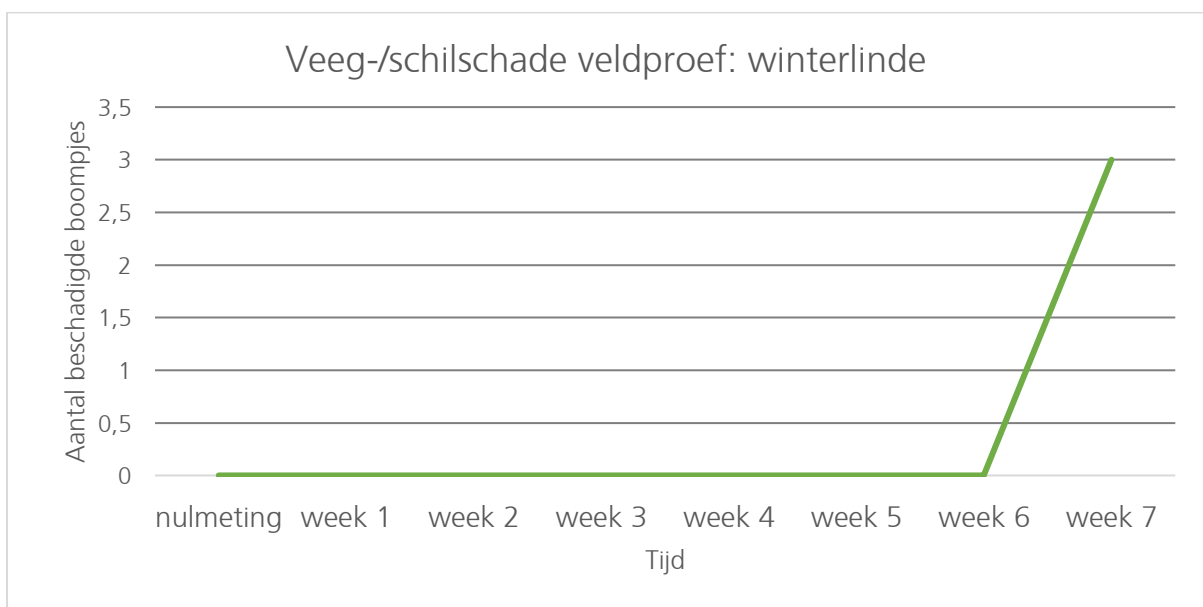 Veeg-/schilschade veldproef: winterlinde
Aantal beschadigde boompjes
3,5
3
2,5
2
1,5
1
0,5
0
nulmeting week 1 week 2 week 3 week 4 week 5 week 6 week 7
Tijd